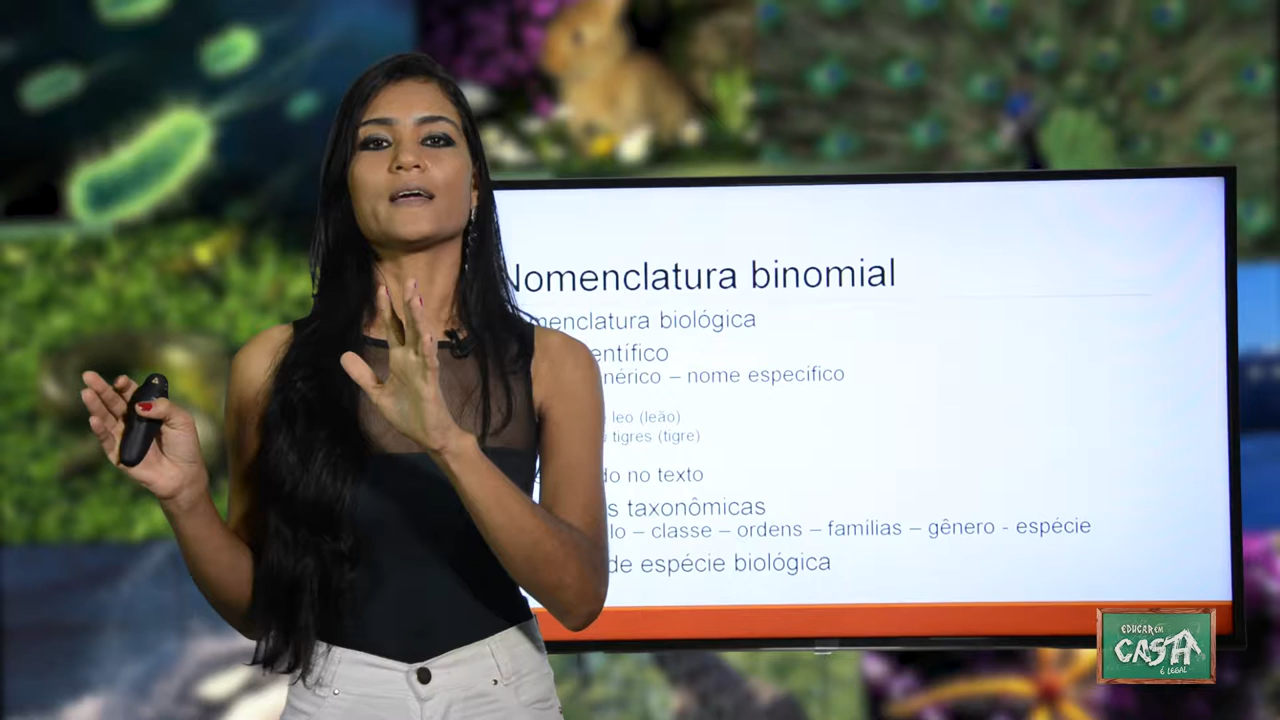 Nomenclatura binomial
menclatura biológica
entífico
nérico – nome especifico
leo (leão)
tigres (tigre)
do no texto
s taxonômicas
lo – classe – ordens – famílias – gênero - espécie
de espécie biológica
EDUCAR EM
CASA
É LEGAL